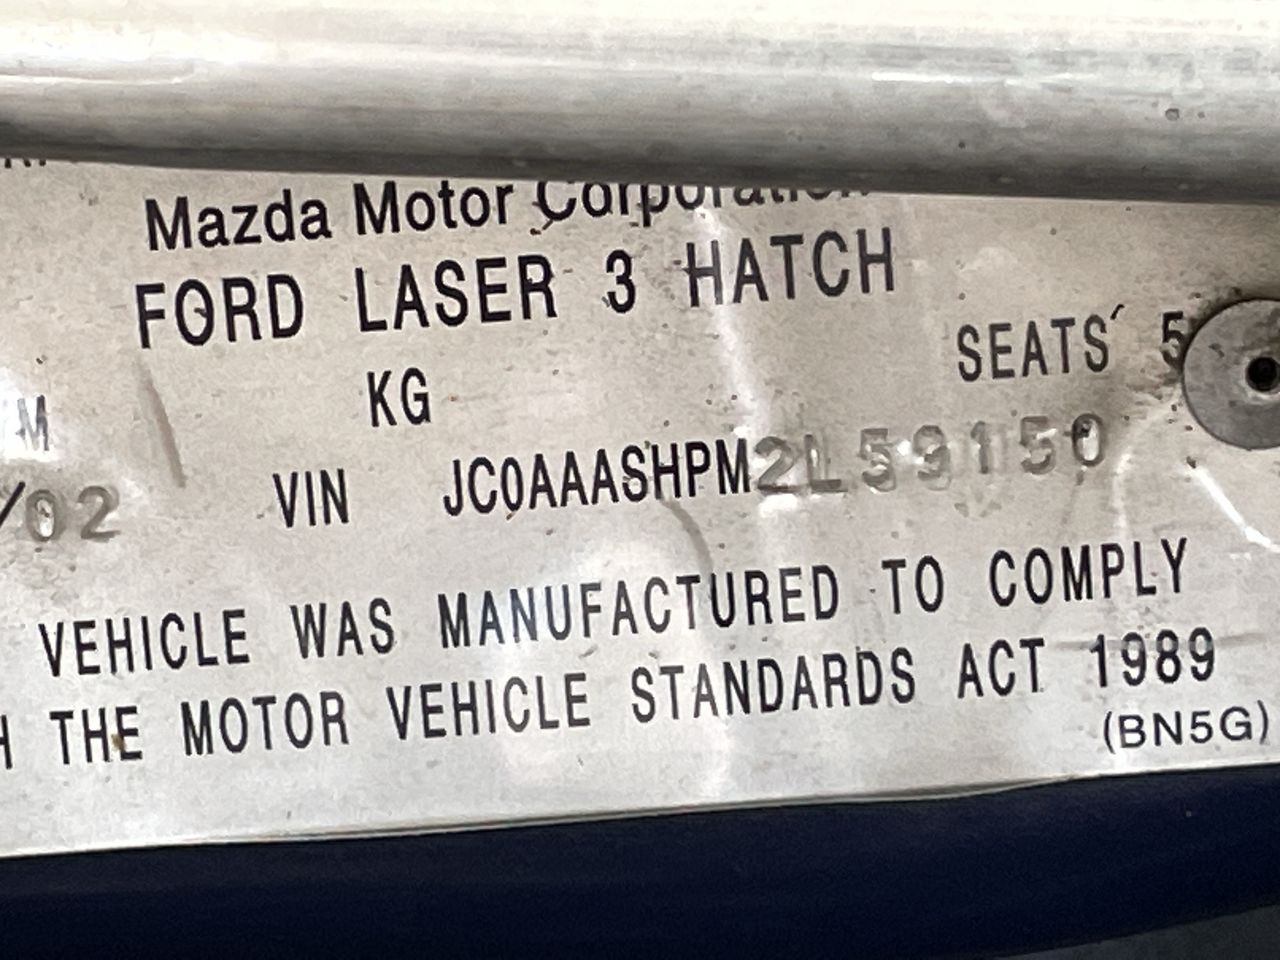 Mazda Motor Corporation
FORD LASER 3 HATCH
SEATS 5
M KG
/02 VIN JC0AAASHPM2L59150
VEHICLE WAS MANUFACTURED TO COMPLY
H THE MOTOR VEHICLE STANDARDS ACT 1989
(BN5G)